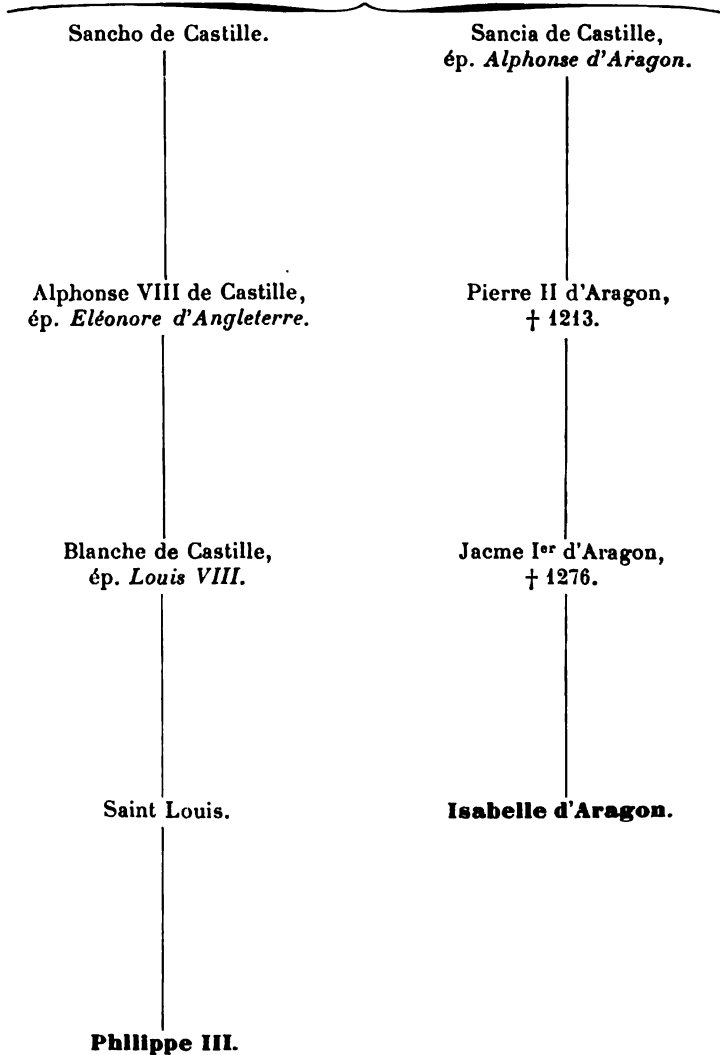 Sancho de Castille.
Sancia de Castille,
ép. Alphonse d'Aragon.
Alphonse VIII de Castille,
ép. Eléonore d'Angleterre.
Pierre II d'Aragon,
† 1213.
Blanche de Castille,
ép. Louis VIII.
Jacme Ier d'Aragon,
† 1276.
Saint Louis.
Isabelle d'Aragon.
Philippe III.